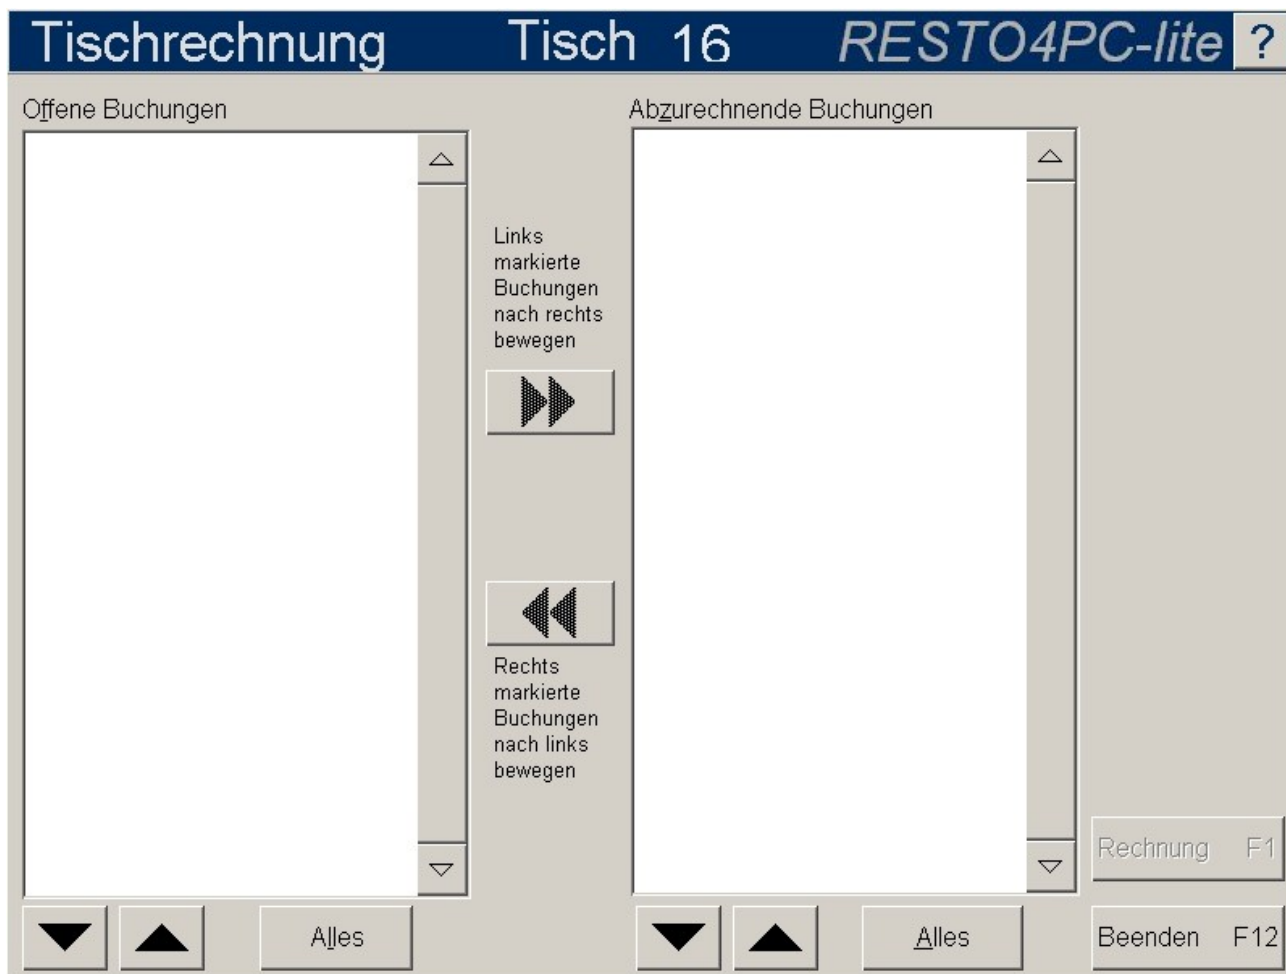 Tischrechnung Tisch 16 RESTO4PC-lite ?
Offene Buchungen
Abzurechnende Buchungen
Links
markierte
Buchungen
nach rechts
bewegen
Rechts
markierte
Buchungen
nach links
bewegen
Rechnung F1
Alles
Alles
Beenden F12